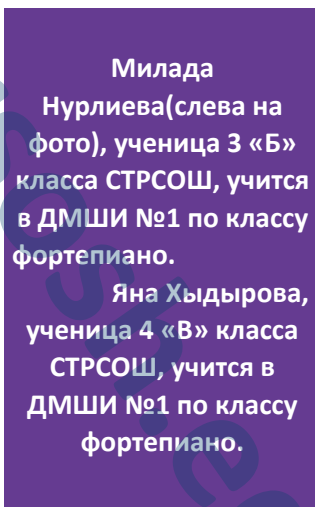 Милада
Нурлиева(слева на
фото), ученица 3 «Б»
класса СТРСОШ, учится
в ДМШИ №1 по классу
фортепиано.
Яна Хыдырова,
ученица 4 «В» класса
СТРСОШ, учится в
ДМШИ №1 по классу
фортепиано.